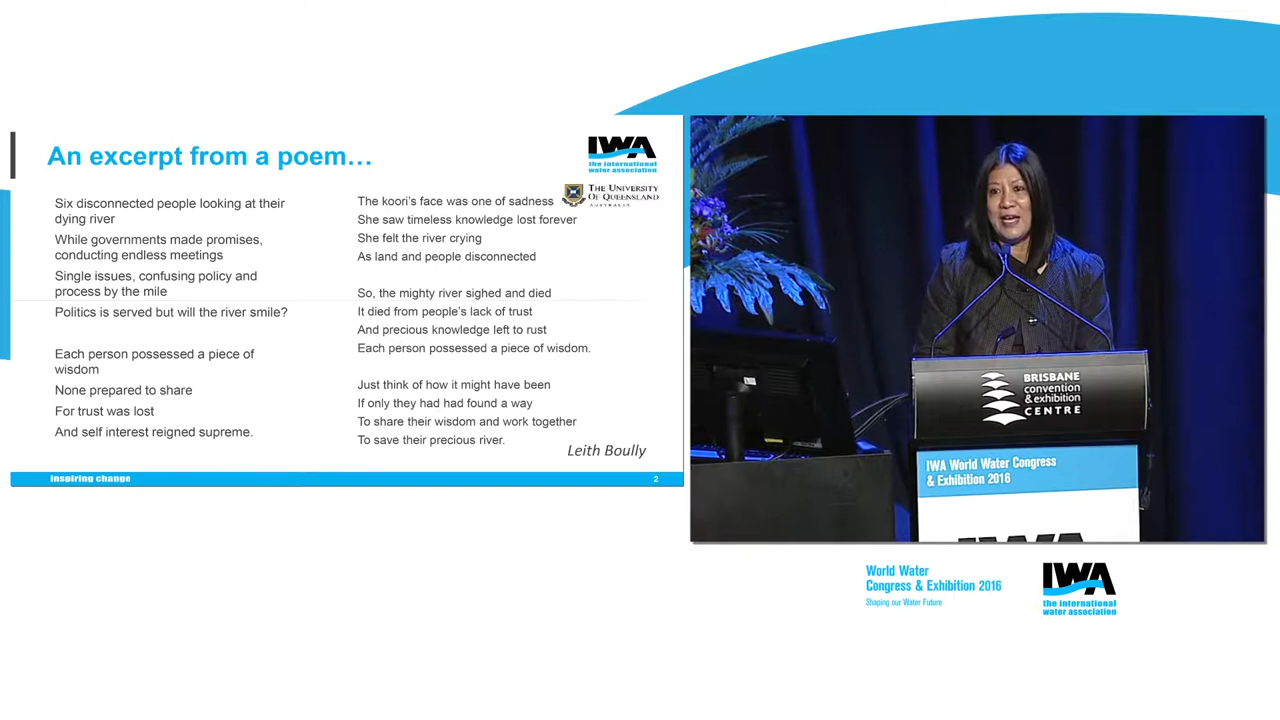 An excerpt from a poem…
IWA
the international
water association
THE UNIVERSITY
OF QUEENSLAND
AUSTRALIA
Six disconnected people looking at their
dying river
While governments made promises,
conducting endless meetings
Single issues, confusing policy and
process by the mile
Politics is served but will the river smile?
Each person possessed a piece of
wisdom
None prepared to share
For trust was lost
And self interest reigned supreme.
The koori's face was one of sadness
She saw timeless knowledge lost forever
She felt the river crying
As land and people disconnected
So, the mighty river sighed and died
It died from people's lack of trust
And precious knowledge left to rust
Each person possessed a piece of wisdom.
Just think of how it might have been
If only they had had found a way
To share their wisdom and work together
To save their precious river.
Leith Boully
inspiring change
2
BRISBANE
convention
& exhibition
CENTRE
IWA World Water Congress
& Exhibition 2016
IWA
World Water
Congress & Exhibition 2016
Shaping our Water Future
IWA
the international
water association